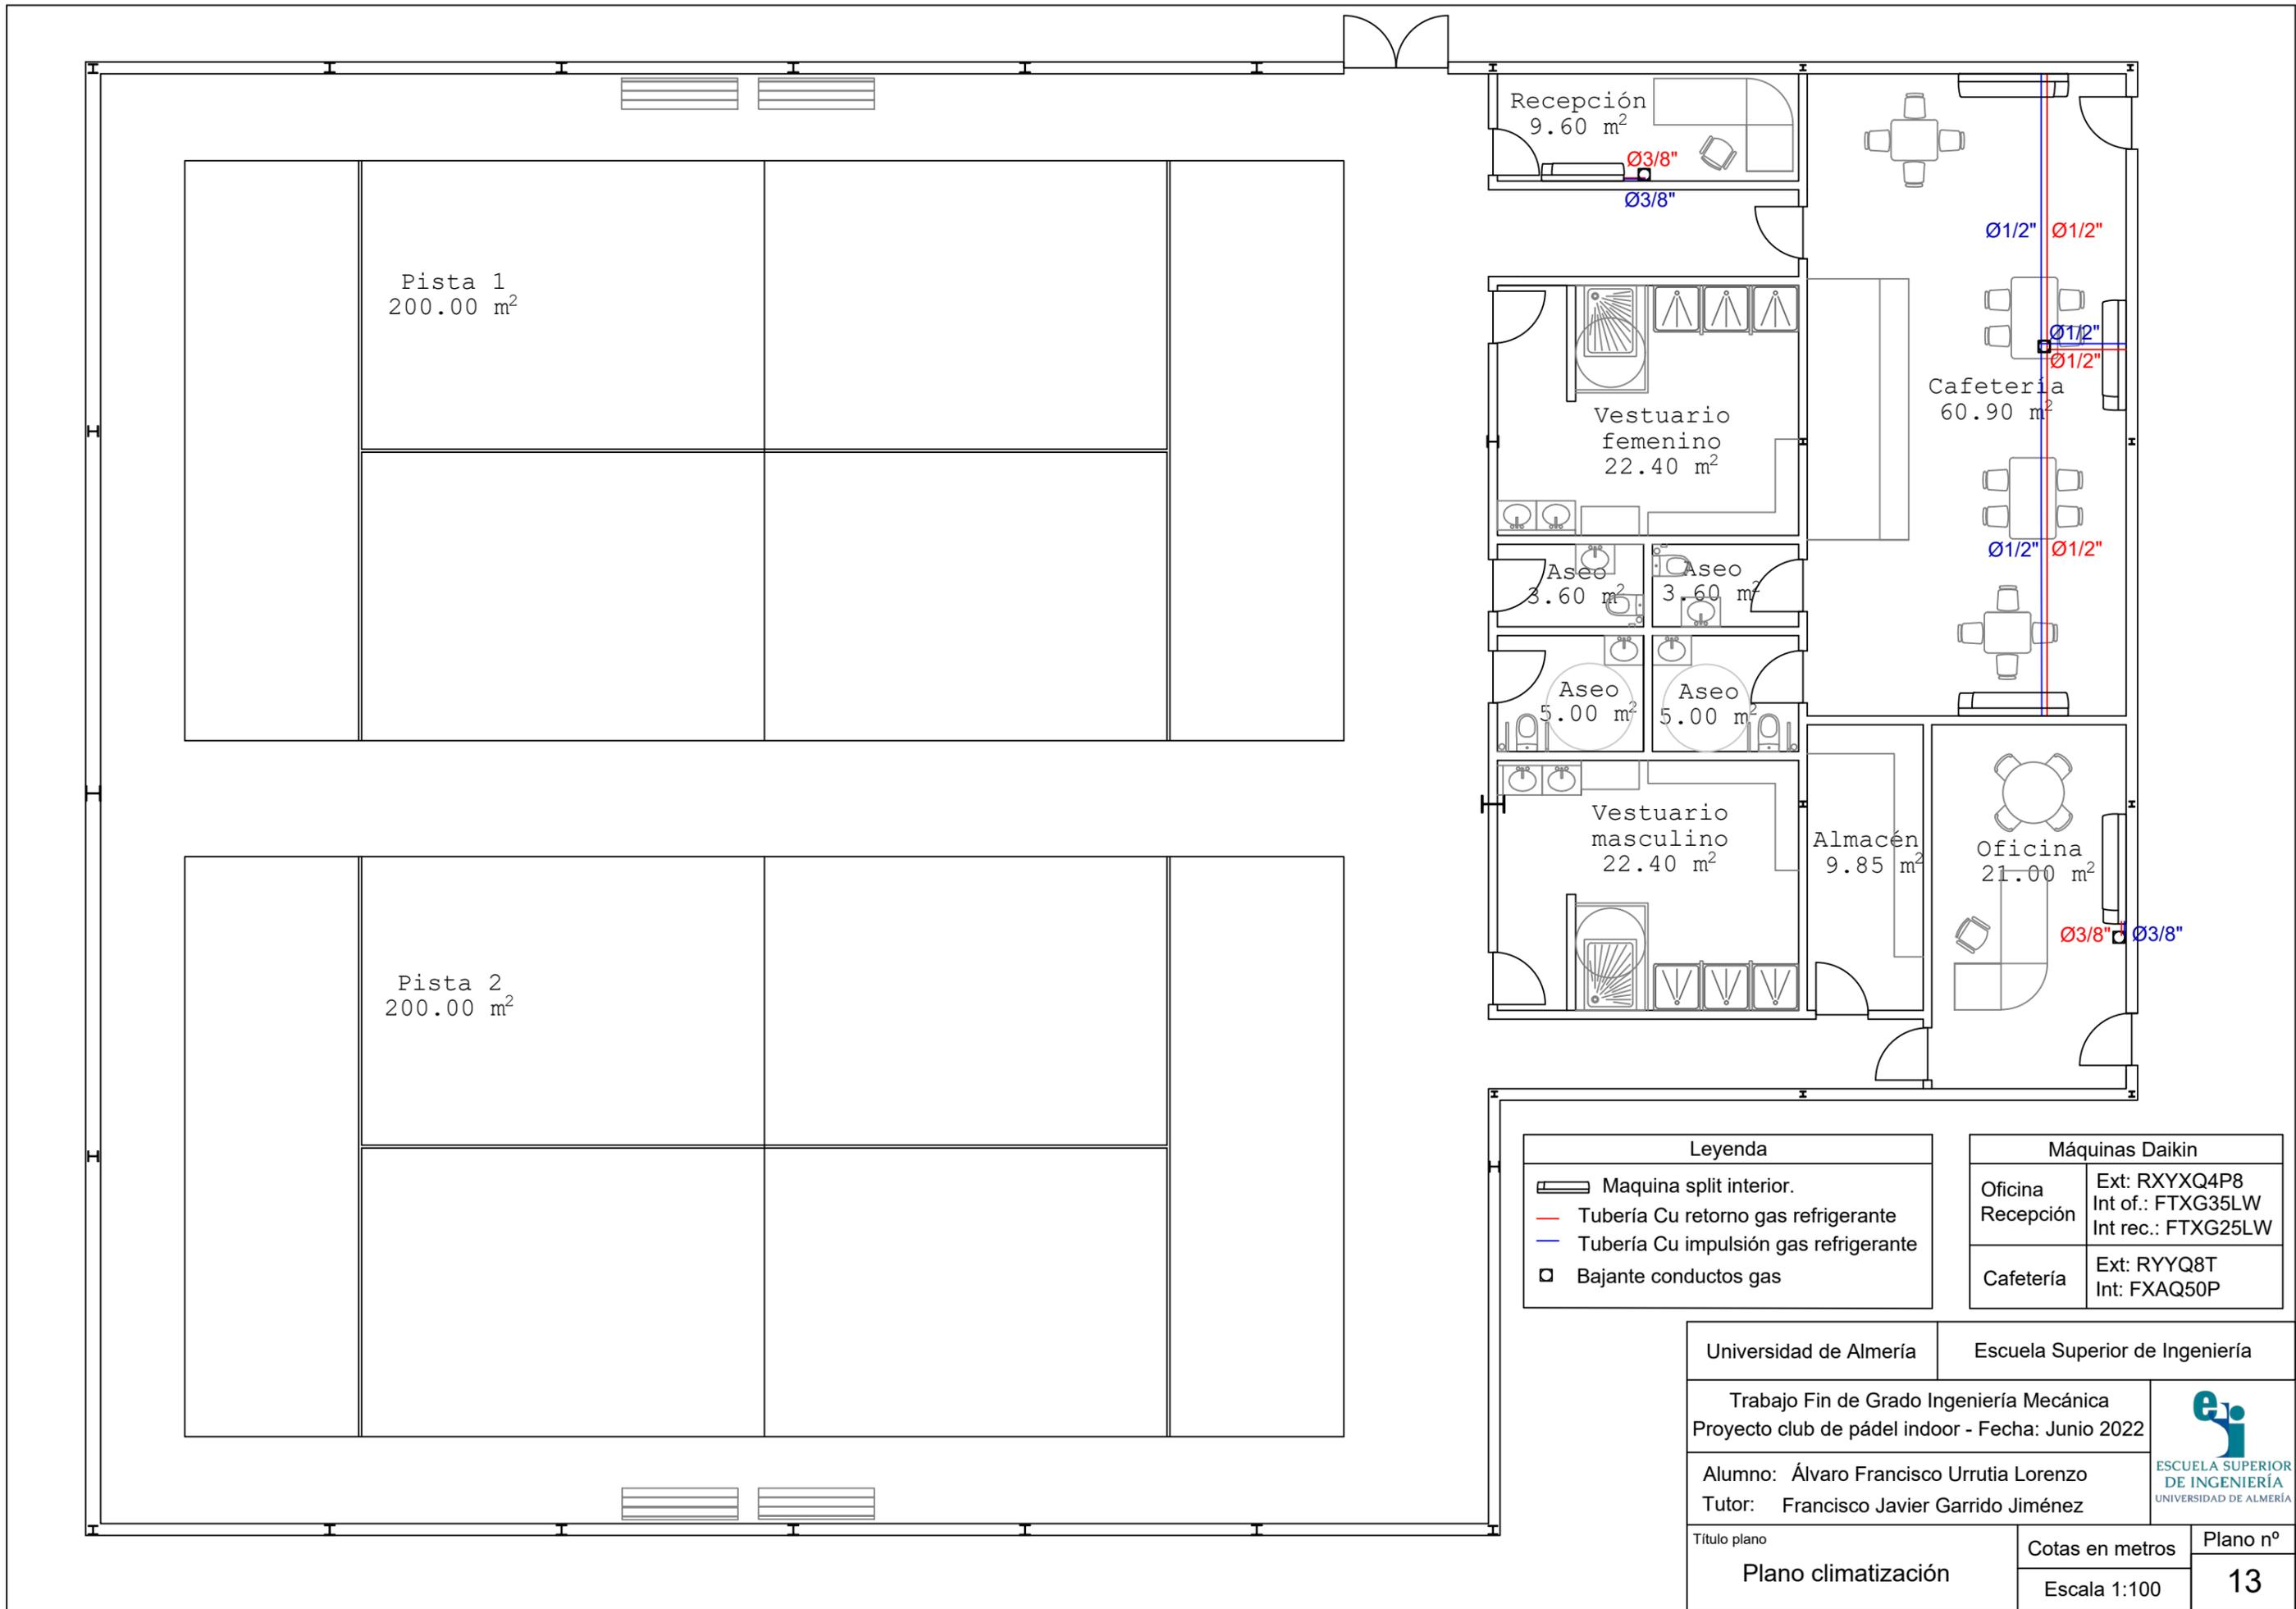 Recepción
9.60 m²
Ø3/8"
Ø3/8"
Pista 1
200.00 m²
Ø1/2" Ø1/2"
Ø1/2"
Ø1/2"
Cafetería
60.90 m²
Vestuario
femenino
22.40 m²
Ø1/2" Ø1/2"
Aseo
3.60 m²
Aseo
3.60 m²
Aseo
5.00 m²
Aseo
5.00 m²
Vestuario
masculino
22.40 m²
Almacén
9.85 m²
Oficina
21.00 m²
Ø3/8" Ø3/8"
Pista 2
200.00 m²
Leyenda
Maquina split interior.
Tubería Cu retorno gas refrigerante
Tubería Cu impulsión gas refrigerante
Bajante conductos gas
Máquinas Daikin
Oficina
Recepción
Ext: RXYXQ4P8
Int of.: FTXG35LW
Int rec.: FTXG25LW
Cafetería
Ext: RYYQ8T
Int: FXAQ50P
Universidad de Almería
Escuela Superior de Ingeniería
Trabajo Fin de Grado Ingeniería Mecánica
Proyecto club de pádel indoor - Fecha: Junio 2022
Alumno: Álvaro Francisco Urrutia Lorenzo
Tutor: Francisco Javier Garrido Jiménez
esi
ESCUELA SUPERIOR
DE INGENIERÍA
UNIVERSIDAD DE ALMERÍA
Título plano
Plano climatización
Cotas en metros
Escala 1:100
Plano nº
13